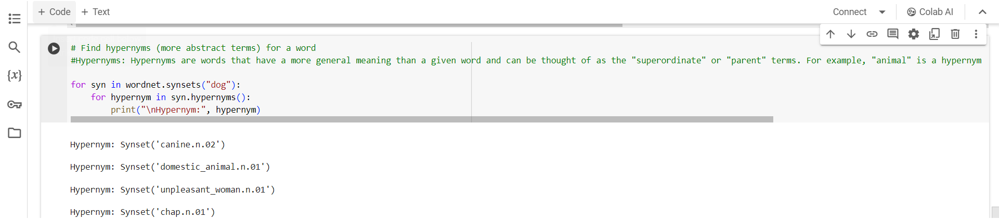 + Code + Text
Connect
Colab AI
# Find hypernyms (more abstract terms) for a word
#Hypernyms: Hypernyms are words that have a more general meaning than a given word and can be thought of as the "superordinate" or "parent" terms. For example, "animal" is a hypernym
for syn in wordnet.synsets("dog"):
    for hypernym in syn.hypernyms():
        print("\nHypernym:", hypernym)
Hypernym: Synset('canine.n.02')
Hypernym: Synset('domestic_animal.n.01')
Hypernym: Synset('unpleasant_woman.n.01')
Hypernym: Synset('chap.n.01')